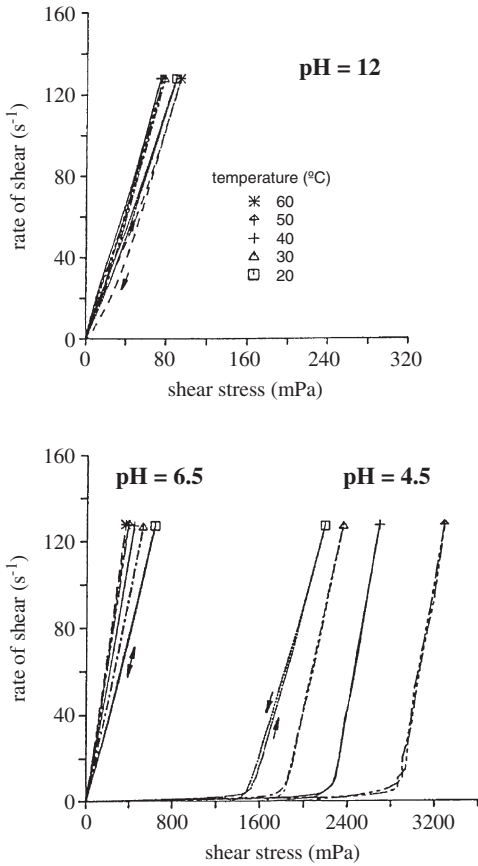 160
120
80
40
0
rate of shear (s-1)
pH = 12
temperature (ºC)
60
50
40
30
20
0 80 160 240 320
shear stress (mPa)
160
120
80
40
0
rate of shear (s-1)
pH = 6.5 pH = 4.5
0 800 1600 2400 3200
shear stress (mPa)